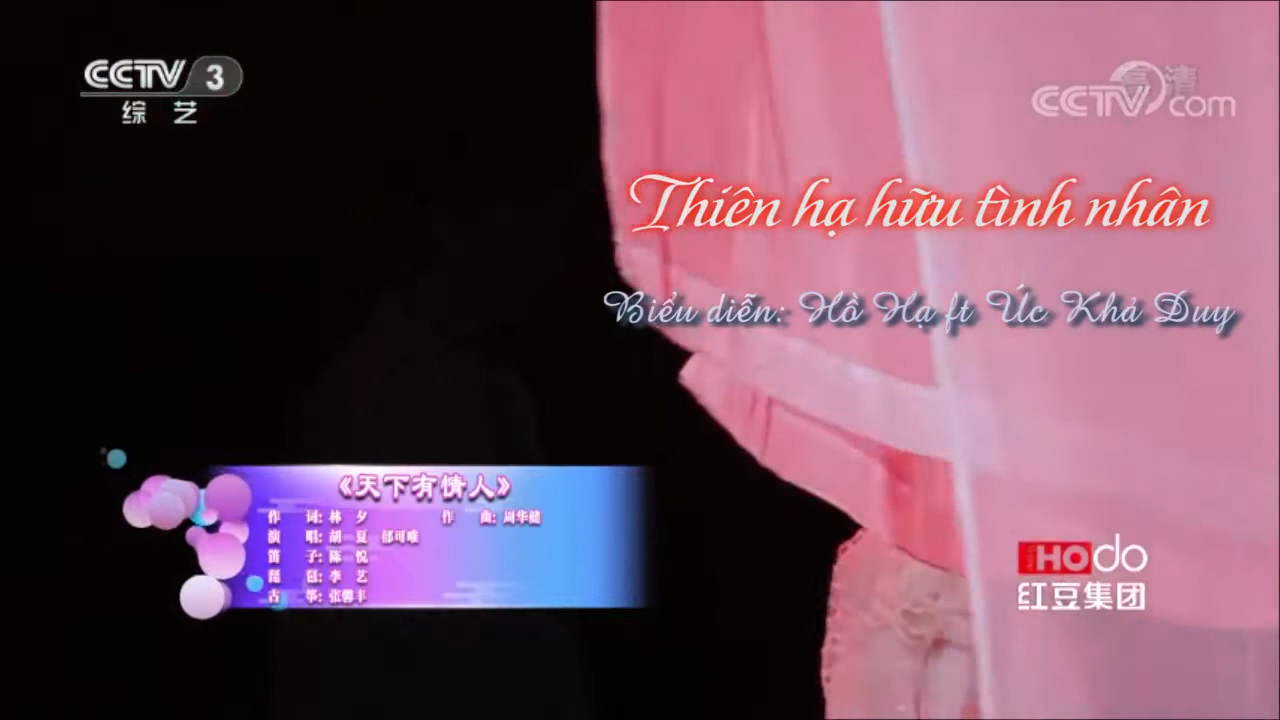 CCTV 3
综艺
高清
CCTV.com
Thiên hạ hữu tình nhân
Biểu diễn: Hồ Hạ ft Úc Khả Duy
《天下有情人》
作 词: 林 夕 作 曲: 周华健
演 唱: 胡 夏 郁可唯
笛 子: 陈 悦
琵 琶: 李 艺
古 筝: 张馨丰
HOdo
红豆集团